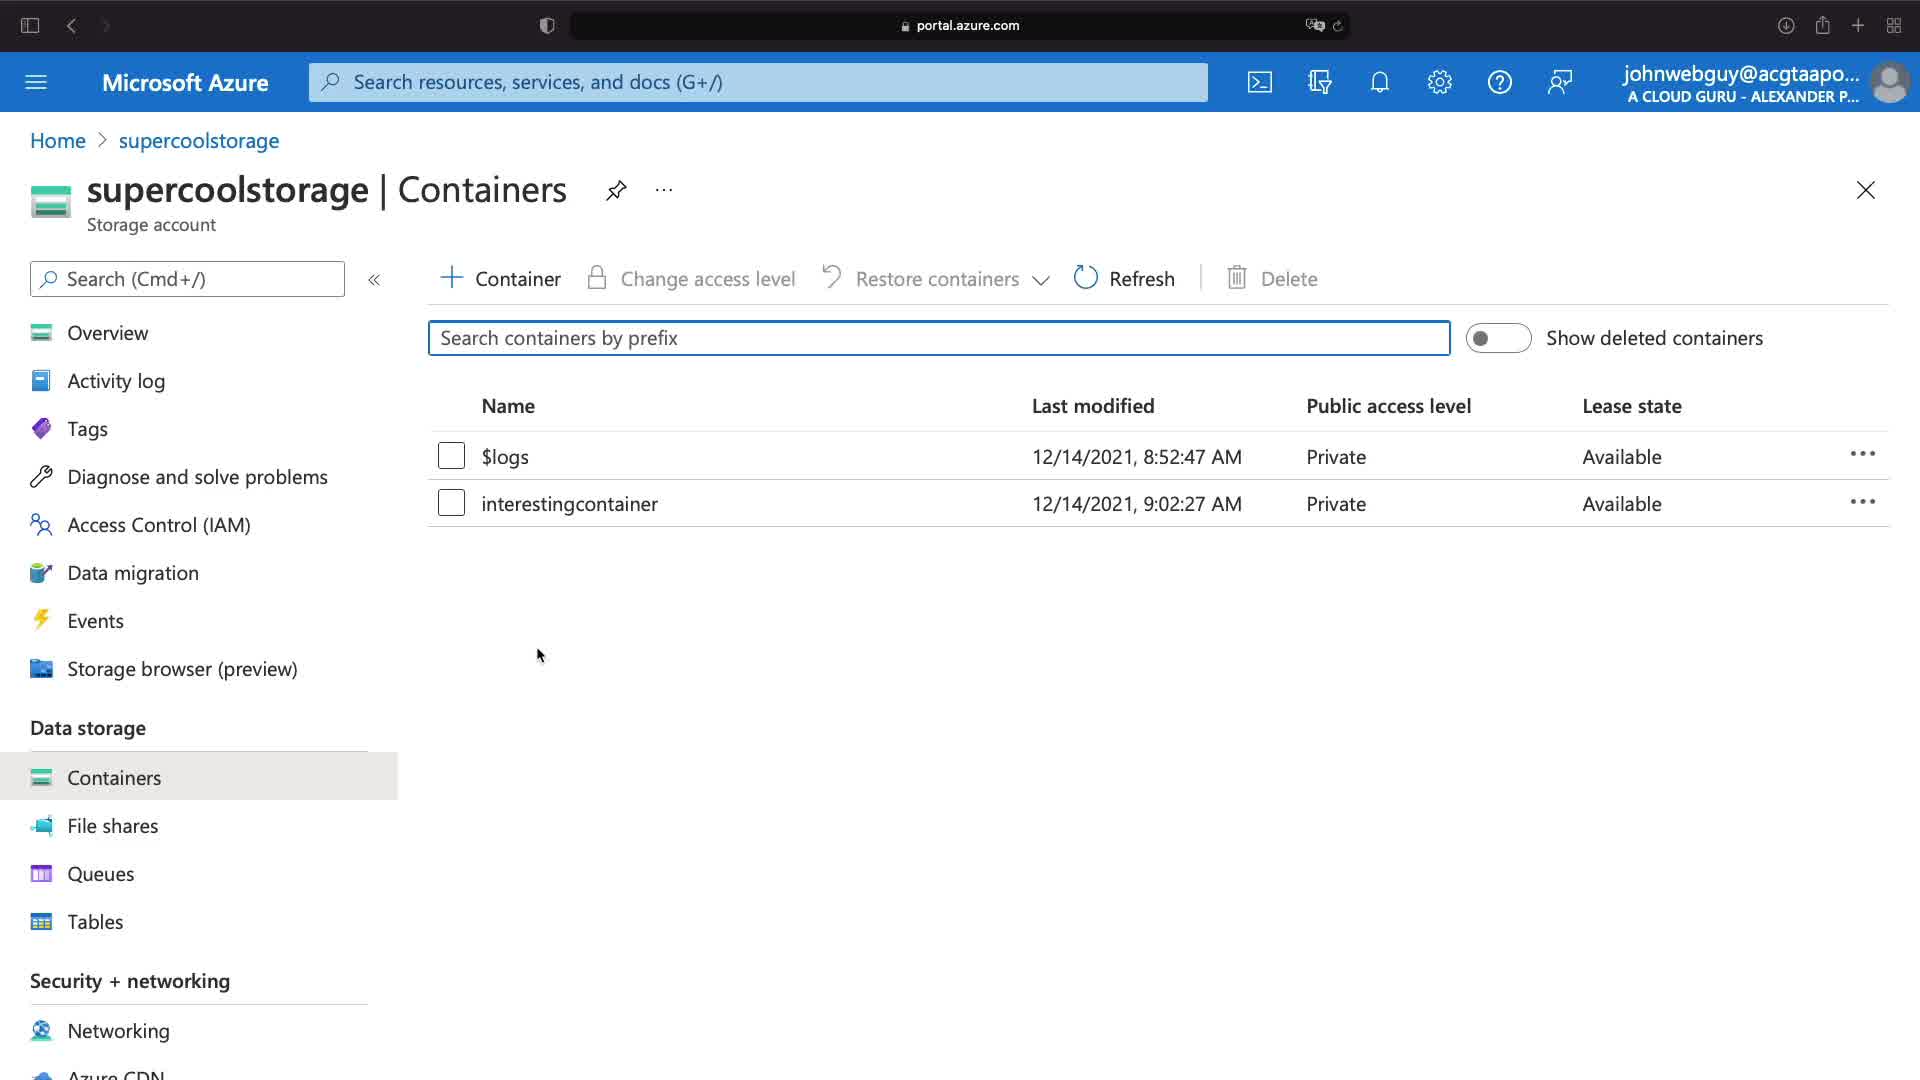 portal.azure.com
Microsoft Azure
Search resources, services, and docs (G+/)
johnwebguy@acgtaapo...
A CLOUD GURU - ALEXANDER P...
Home > supercoolstorage
supercoolstorage | Containers
Storage account
Search (Cmd+/)
Container
Change access level
Restore containers
Refresh
Delete
Search containers by prefix
Show deleted containers
Name Last modified Public access level Lease state
$logs 12/14/2021, 8:52:47 AM Private Available
interestingcontainer 12/14/2021, 9:02:27 AM Private Available
Overview
Activity log
Tags
Diagnose and solve problems
Access Control (IAM)
Data migration
Events
Storage browser (preview)
Data storage
Containers
File shares
Queues
Tables
Security + networking
Networking
Azure CDN